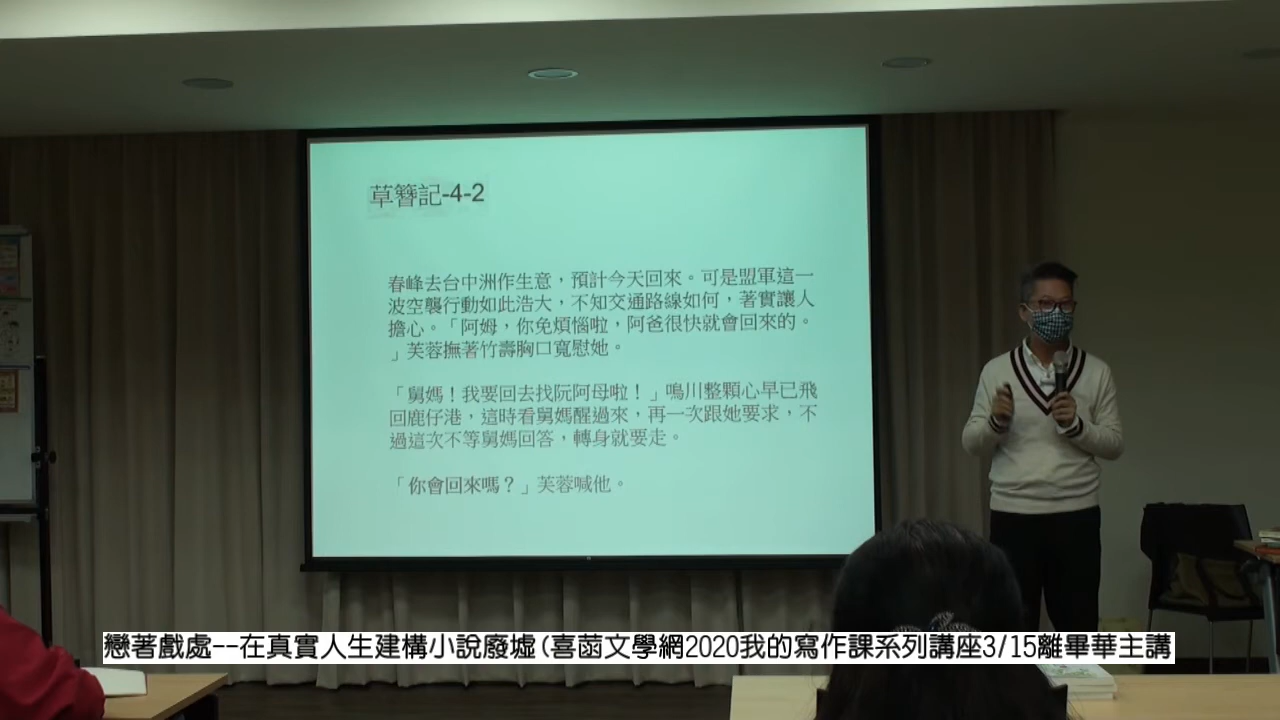 草簪記-4-2
春峰去台中洲作生意，預計今天回來。可是盟軍這一
波空襲行動如此浩大，不知交通路線如何，著實讓人
擔心。「阿姆，你免煩惱啦，阿爸很快就會回來的。
」芙蓉撫著竹壽胸口寬慰她。
「舅媽！我要回去找阮阿母啦！」鳴川整顆心早已飛
回鹿仔港，這時看舅媽醒過來，再一次跟她要求，不
過這次不等舅媽回答，轉身就要走。
「你會回來嗎？」芙蓉喊他。
戀著戲處--在真實人生建構小說廢墟(喜菡文學網2020我的寫作課系列講座3/15離畢華主講